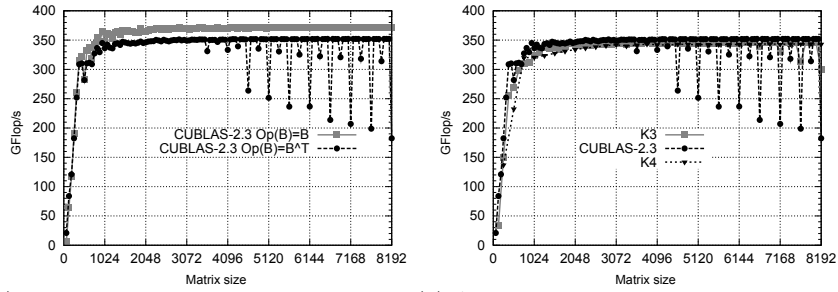 400
350
300
250
200
150
100
50
0
GFlop/s
CUBLAS-2.3 Op(B)=B
CUBLAS-2.3 Op(B)=B^T
0 1024 2048 3072 4096 5120 6144 7168 8192
Matrix size
400
350
300
250
200
150
100
50
0
GFlop/s
K3
CUBLAS-2.3
K4
0 1024 2048 3072 4096 5120 6144 7168 8192
Matrix size